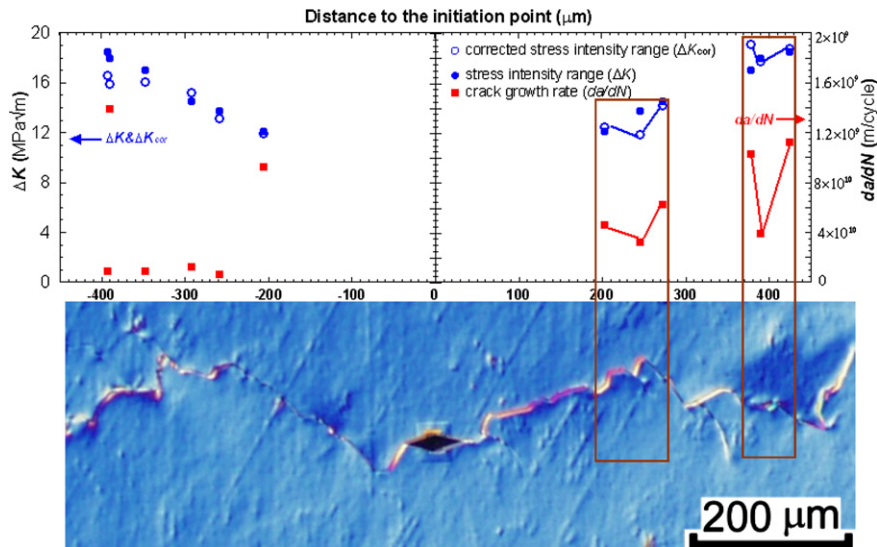 Distance to the initiation point (μm)
20
16
12
8
4
0
ΔK (MPa√m)
ΔK&ΔKcor
corrected stress intensity range (ΔKcor)
stress intensity range (ΔK)
crack growth rate (da/dN)
da/dN
2×10⁹
1.6×10⁹
1.2×10⁹
8×10¹⁰
4×10¹⁰
0
da/dN (m/cycle)
-400 -300 -200 -100 0 100 200 300 400
200 μm